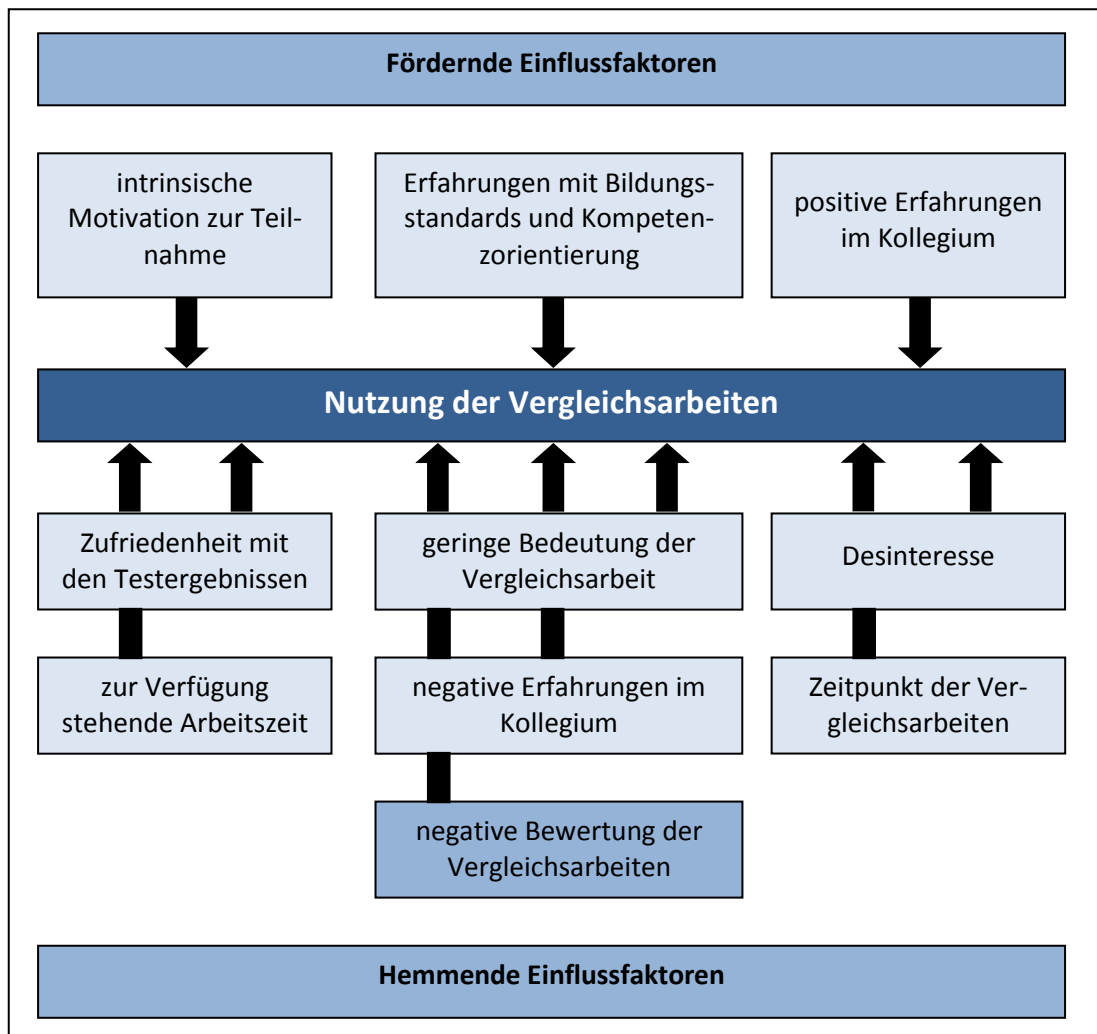 Fördernde Einflussfaktoren
intrinsische
Motivation zur Teil-
nahme
Erfahrungen mit Bildungs-
standards und Kompeten-
zorientierung
positive Erfahrungen
im Kollegium
Nutzung der Vergleichsarbeiten
Zufriedenheit mit
den Testergebnissen
geringe Bedeutung der
Vergleichsarbeit
Desinteresse
zur Verfügung
stehende Arbeitszeit
negative Erfahrungen im
Kollegium
Zeitpunkt der Ver-
gleichsarbeiten
negative Bewertung der
Vergleichsarbeiten
Hemmende Einflussfaktoren